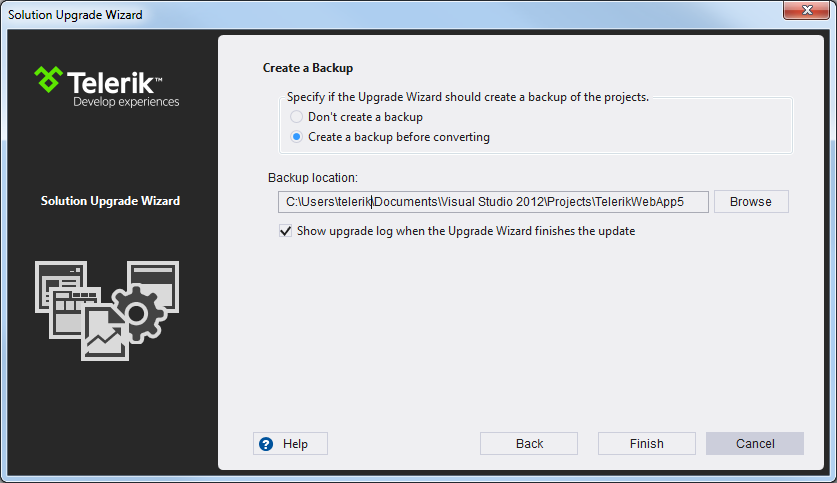 Solution Upgrade Wizard
Telerik™
Develop experiences
Solution Upgrade Wizard
Create a Backup
Specify if the Upgrade Wizard should create a backup of the projects.
Don't create a backup
Create a backup before converting
Backup location:
C:\Users\telerik\Documents\Visual Studio 2012\Projects\TelerikWebApp5
Browse
Show upgrade log when the Upgrade Wizard finishes the update
? Help
Back
Finish
Cancel